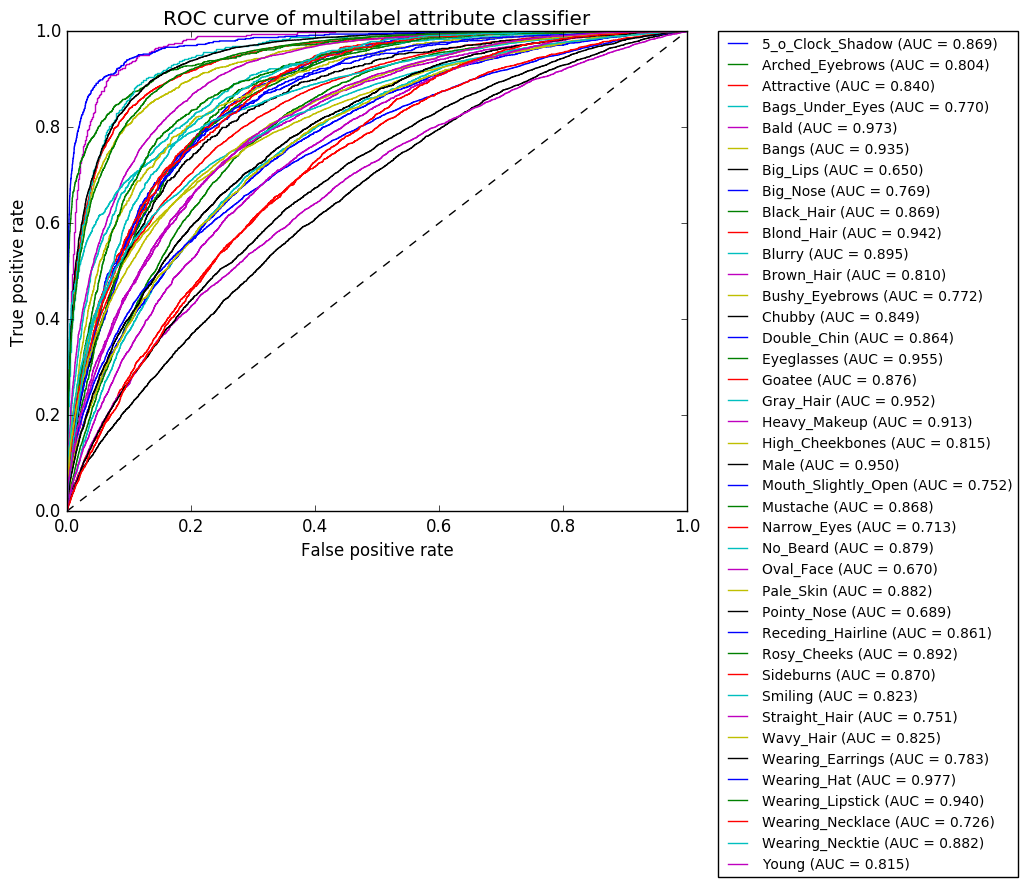 ROC curve of multilabel attribute classifier
1.0
0.8
0.6
0.4
0.2
0.0
True positive rate
0.0 0.2 0.4 0.6 0.8 1.0
False positive rate
5_o_Clock_Shadow (AUC = 0.869)
Arched_Eyebrows (AUC = 0.804)
Attractive (AUC = 0.840)
Bags_Under_Eyes (AUC = 0.770)
Bald (AUC = 0.973)
Bangs (AUC = 0.935)
Big_Lips (AUC = 0.650)
Big_Nose (AUC = 0.769)
Black_Hair (AUC = 0.869)
Blond_Hair (AUC = 0.942)
Blurry (AUC = 0.895)
Brown_Hair (AUC = 0.810)
Bushy_Eyebrows (AUC = 0.772)
Chubby (AUC = 0.849)
Double_Chin (AUC = 0.864)
Eyeglasses (AUC = 0.955)
Goatee (AUC = 0.876)
Gray_Hair (AUC = 0.952)
Heavy_Makeup (AUC = 0.913)
High_Cheekbones (AUC = 0.815)
Male (AUC = 0.950)
Mouth_Slightly_Open (AUC = 0.752)
Mustache (AUC = 0.868)
Narrow_Eyes (AUC = 0.713)
No_Beard (AUC = 0.879)
Oval_Face (AUC = 0.670)
Pale_Skin (AUC = 0.882)
Pointy_Nose (AUC = 0.689)
Receding_Hairline (AUC = 0.861)
Rosy_Cheeks (AUC = 0.892)
Sideburns (AUC = 0.870)
Smiling (AUC = 0.823)
Straight_Hair (AUC = 0.751)
Wavy_Hair (AUC = 0.825)
Wearing_Earrings (AUC = 0.783)
Wearing_Hat (AUC = 0.977)
Wearing_Lipstick (AUC = 0.940)
Wearing_Necklace (AUC = 0.726)
Wearing_Necktie (AUC = 0.882)
Young (AUC = 0.815)